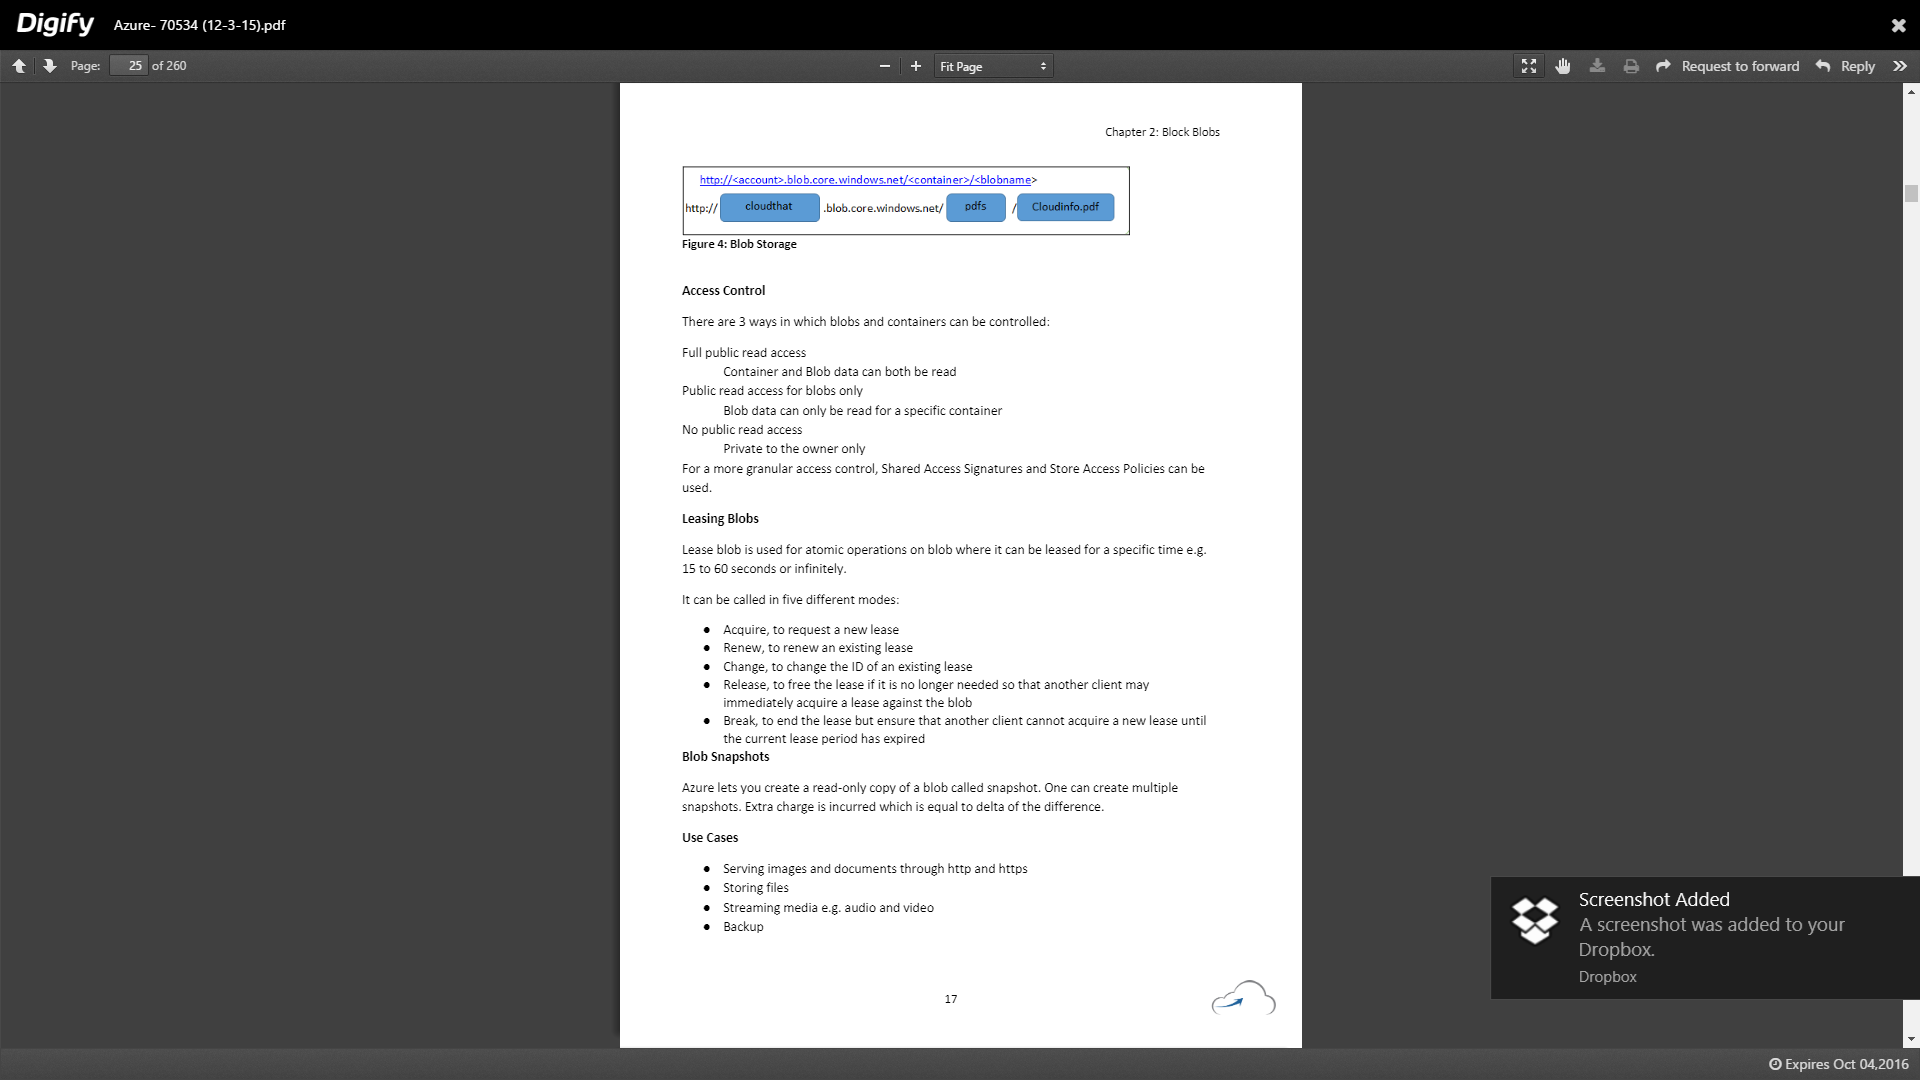 Digify Azure- 70534 (12-3-15).pdf
Page: 25 of 260 Fit Page Request to forward Reply
Chapter 2: Block Blobs
http://<account>.blob.core.windows.net/<container>/<blobname>
http:// cloudthat .blob.core.windows.net/ pdfs / Cloudinfo.pdf
Figure 4: Blob Storage
Access Control
There are 3 ways in which blobs and containers can be controlled:
Full public read access
Container and Blob data can both be read
Public read access for blobs only
Blob data can only be read for a specific container
No public read access
Private to the owner only
For a more granular access control, Shared Access Signatures and Store Access Policies can be
used.
Leasing Blobs
Lease blob is used for atomic operations on blob where it can be leased for a specific time e.g.
15 to 60 seconds or infinitely.
It can be called in five different modes:
● Acquire, to request a new lease
● Renew, to renew an existing lease
● Change, to change the ID of an existing lease
● Release, to free the lease if it is no longer needed so that another client may
immediately acquire a lease against the blob
● Break, to end the lease but ensure that another client cannot acquire a new lease until
the current lease period has expired
Blob Snapshots
Azure lets you create a read-only copy of a blob called snapshot. One can create multiple
snapshots. Extra charge is incurred which is equal to delta of the difference.
Use Cases
● Serving images and documents through http and https
● Storing files
● Streaming media e.g. audio and video
● Backup
17
Screenshot Added
A screenshot was added to your
Dropbox.
Dropbox
Expires Oct 04,2016